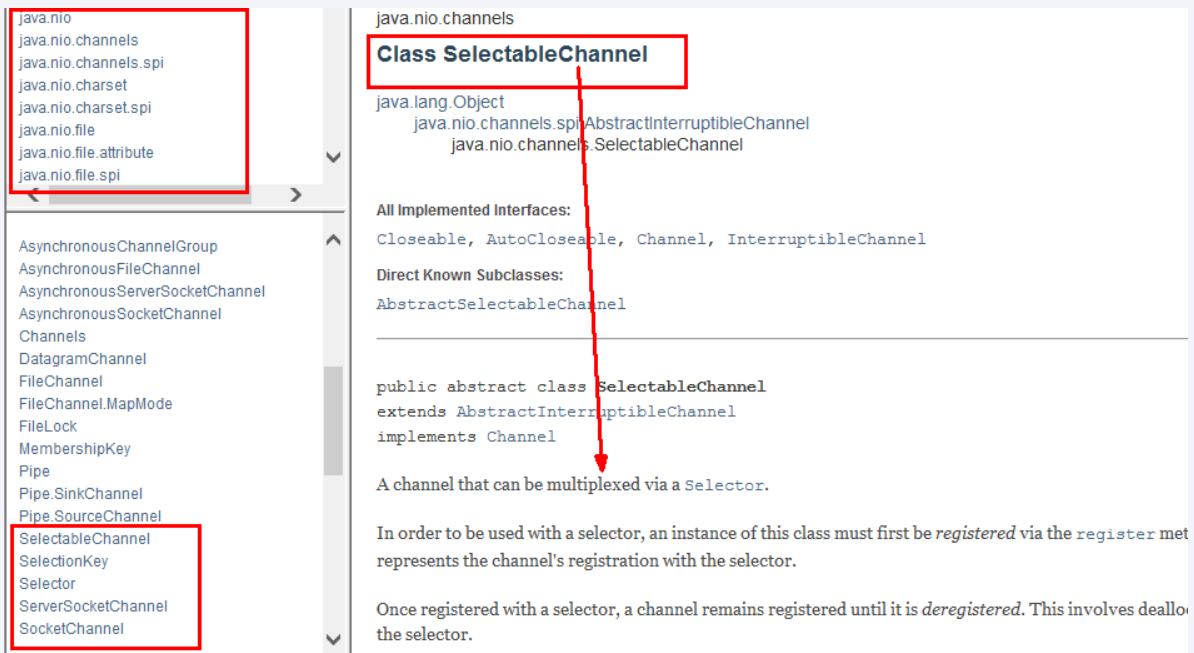 java.nio
java.nio.channels
java.nio.channels.spi
java.nio.charset
java.nio.charset.spi
java.nio.file
java.nio.file.attribute
java.nio.file.spi
AsynchronousChannelGroup
AsynchronousFileChannel
AsynchronousServerSocketChannel
AsynchronousSocketChannel
Channels
DatagramChannel
FileChannel
FileChannel.MapMode
FileLock
MembershipKey
Pipe
Pipe.SinkChannel
Pipe.SourceChannel
SelectableChannel
SelectionKey
Selector
ServerSocketChannel
SocketChannel
java.nio.channels
Class SelectableChannel
java.lang.Object
java.nio.channels.spi.AbstractInterruptibleChannel
java.nio.channels.SelectableChannel
All Implemented Interfaces:
Closeable, AutoCloseable, Channel, InterruptibleChannel
Direct Known Subclasses:
AbstractSelectableChannel
public abstract class SelectableChannel
extends AbstractInterruptibleChannel
implements Channel
A channel that can be multiplexed via a Selector.
In order to be used with a selector, an instance of this class must first be registered via the register met
represents the channel's registration with the selector.
Once registered with a selector, a channel remains registered until it is deregistered. This involves deallo
the selector.